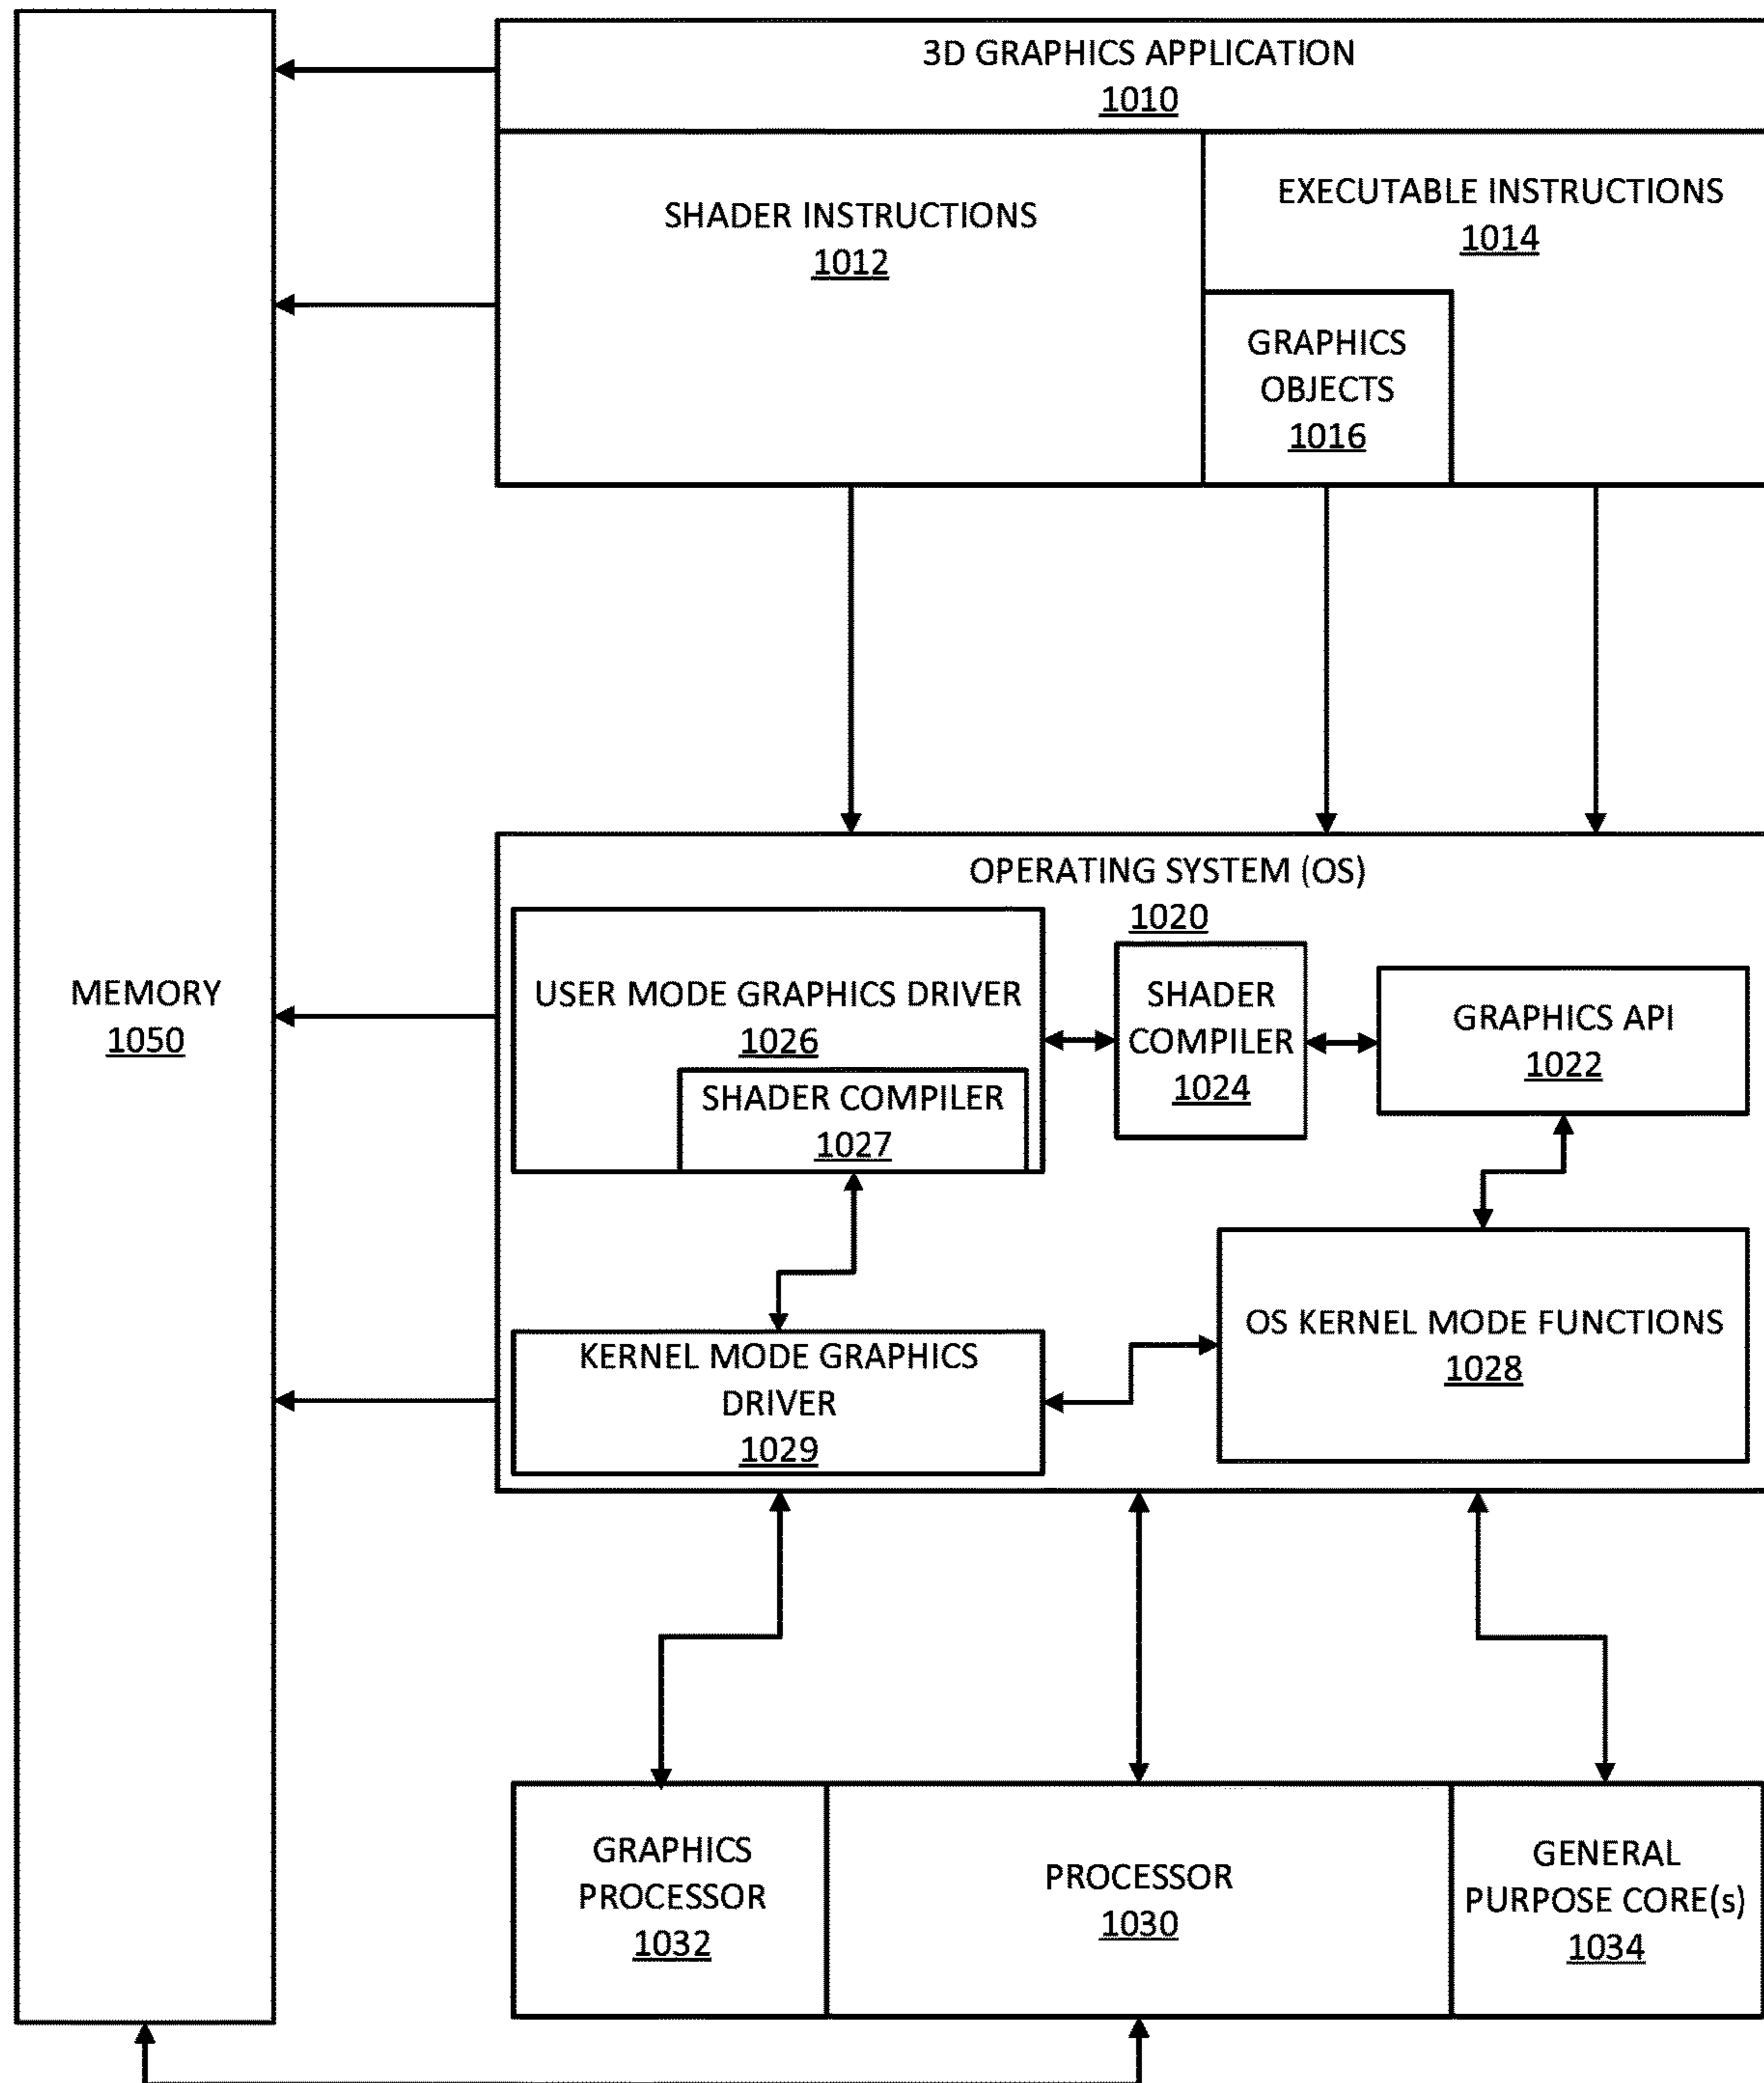 3D GRAPHICS APPLICATION
1010
SHADER INSTRUCTIONS
1012
EXECUTABLE INSTRUCTIONS
1014
GRAPHICS
OBJECTS
1016
MEMORY
1050
OPERATING SYSTEM (OS)
1020
USER MODE GRAPHICS DRIVER
1026
SHADER COMPILER
1027
SHADER
COMPILER
1024
GRAPHICS API
1022
KERNEL MODE GRAPHICS
DRIVER
1029
OS KERNEL MODE FUNCTIONS
1028
GRAPHICS
PROCESSOR
1032
PROCESSOR
1030
GENERAL
PURPOSE CORE(s)
1034